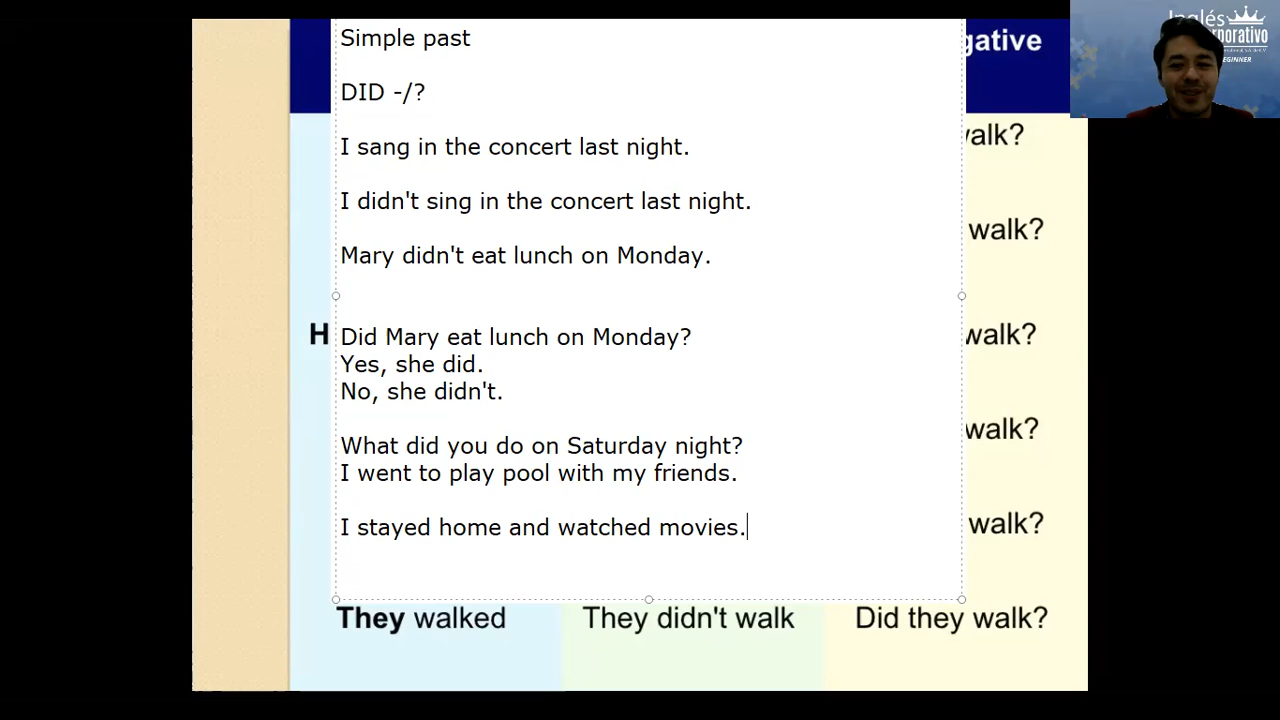 Simple past
DID -/?
I sang in the concert last night.
I didn't sing in the concert last night.
Mary didn't eat lunch on Monday.
Did Mary eat lunch on Monday?
Yes, she did.
No, she didn't.
What did you do on Saturday night?
I went to play pool with my friends.
I stayed home and watched movies.
gative
walk?
walk?
H
walk?
walk?
walk?
They walked
They didn't walk
Did they walk?
Inglés